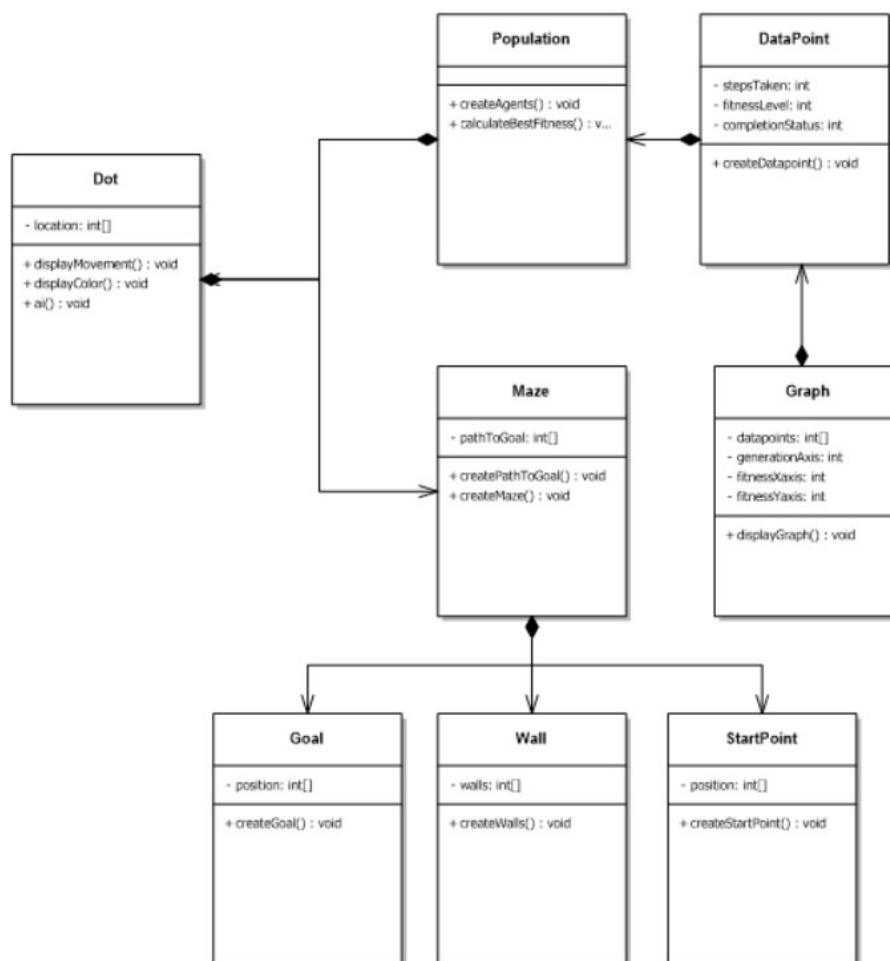 Population
+ createAgents() : void
+ calculateBestFitness() : v...
DataPoint
- stepsTaken: int
- fitnessLevel: int
- completionStatus: int
+ createDatapoint() : void
Dot
- location: int[]
+ displayMovement() : void
+ displayColor() : void
+ ai() : void
Maze
- pathToGoal: int[]
+ createPathToGoal() : void
+ createMaze() : void
Graph
- datapoints: int[]
- generationAxis: int
- fitnessXaxis: int
- fitnessYaxis: int
+ displayGraph() : void
Goal
- position: int[]
+ createGoal() : void
Wall
- walls: int[]
+ createWalls() : void
StartPoint
- position: int[]
+ createStartPoint() : void